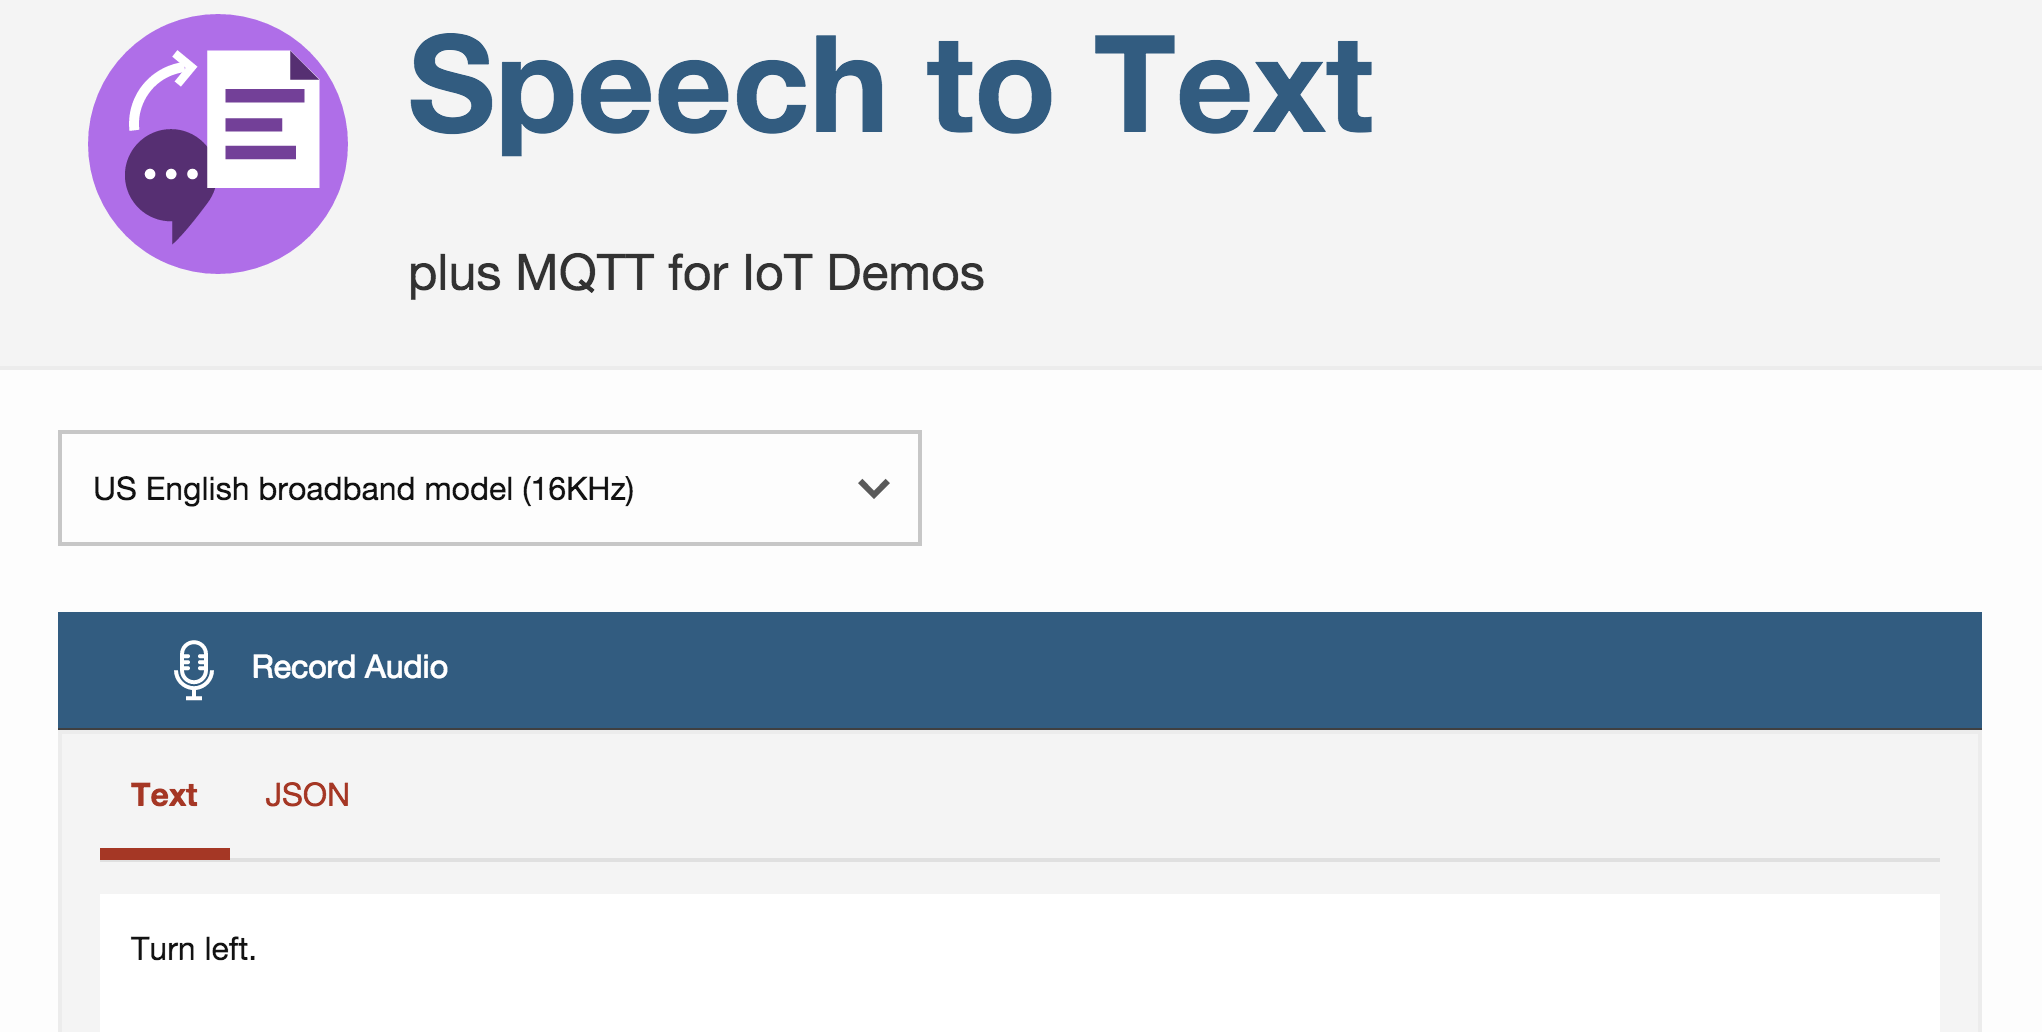 Speech to Text
plus MQTT for IoT Demos
US English broadband model (16KHz)
Record Audio
Text JSON
Turn left.